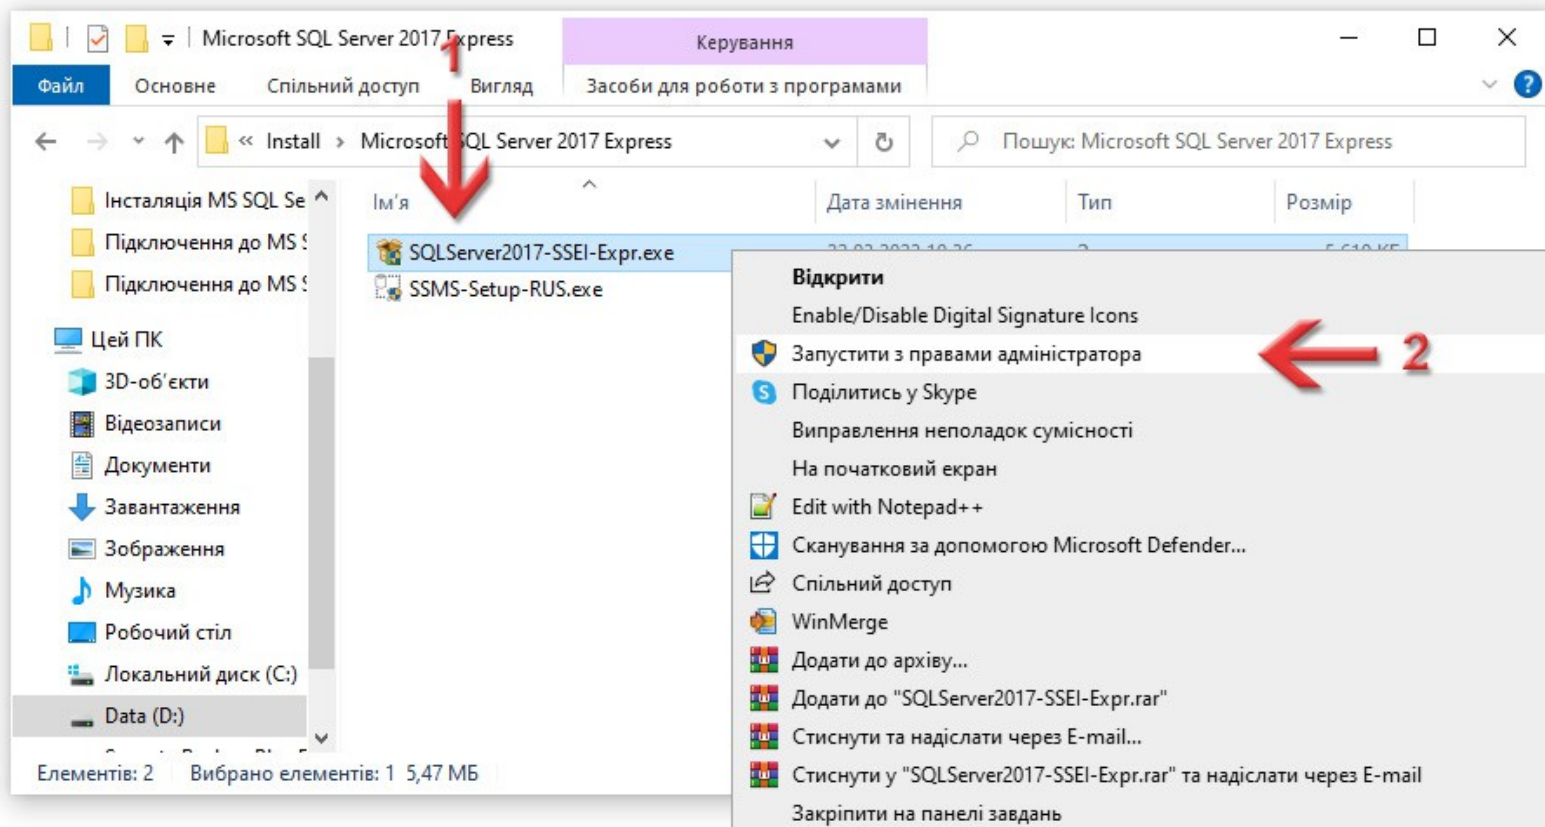 Microsoft SQL Server 2017 Express
Керування
1
Файл Основне Спільний доступ Вигляд Засоби для роботи з програмами
« Install > Microsoft SQL Server 2017 Express
Пошук: Microsoft SQL Server 2017 Express
Ім'я Дата змінення Тип Розмір
Інсталяція MS SQL Se
Підключення до MS
Підключення до MS
Цей ПК
3D-об'єкти
Відеозаписи
Документи
Завантаження
Зображення
Музика
Робочий стіл
Локальний диск (C:)
Data (D:)
SQLServer2017-SSEI-Expr.exe
SSMS-Setup-RUS.exe
Відкрити
Enable/Disable Digital Signature Icons
Запустити з правами адміністратора
2
Поділитись у Skype
Виправлення неполадок сумісності
На початковий екран
Edit with Notepad++
Сканування за допомогою Microsoft Defender...
Спільний доступ
WinMerge
Додати до архіву...
Додати до "SQLServer2017-SSEI-Expr.rar"
Стиснути та надіслати через E-mail...
Стиснути у "SQLServer2017-SSEI-Expr.rar" та надіслати через E-mail
Закріпити на панелі завдань
Елементів: 2 Вибрано елементів: 1 5,47 МБ